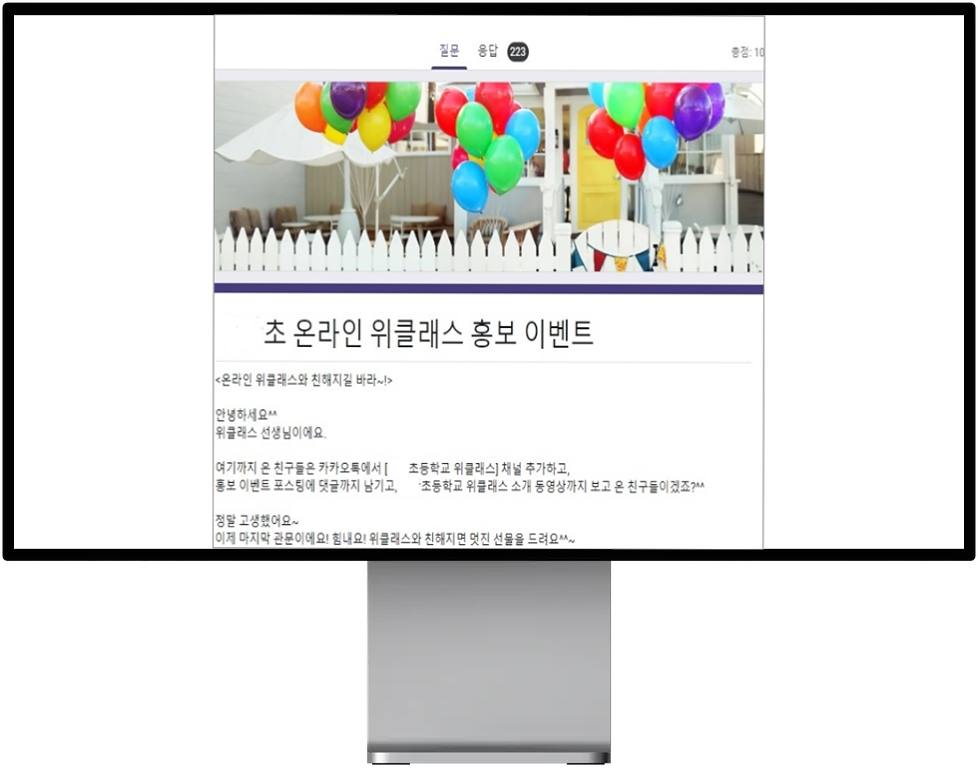 질문 응답 223
총점: 10
초 온라인 위클래스 홍보 이벤트
<온라인 위클래스와 친해지길 바라~!>
안녕하세요^^
위클래스 선생님이에요.
여기까지 온 친구들은 카카오톡에서 [ 초등학교 위클래스] 채널 추가하고,
홍보 이벤트 포스팅에 댓글까지 남기고, 초등학교 위클래스 소개 동영상까지 보고 온 친구들이겠죠?^^
정말 고생했어요~
이제 마지막 관문이에요! 힘내요! 위클래스와 친해지면 멋진 선물을 드려요^^~